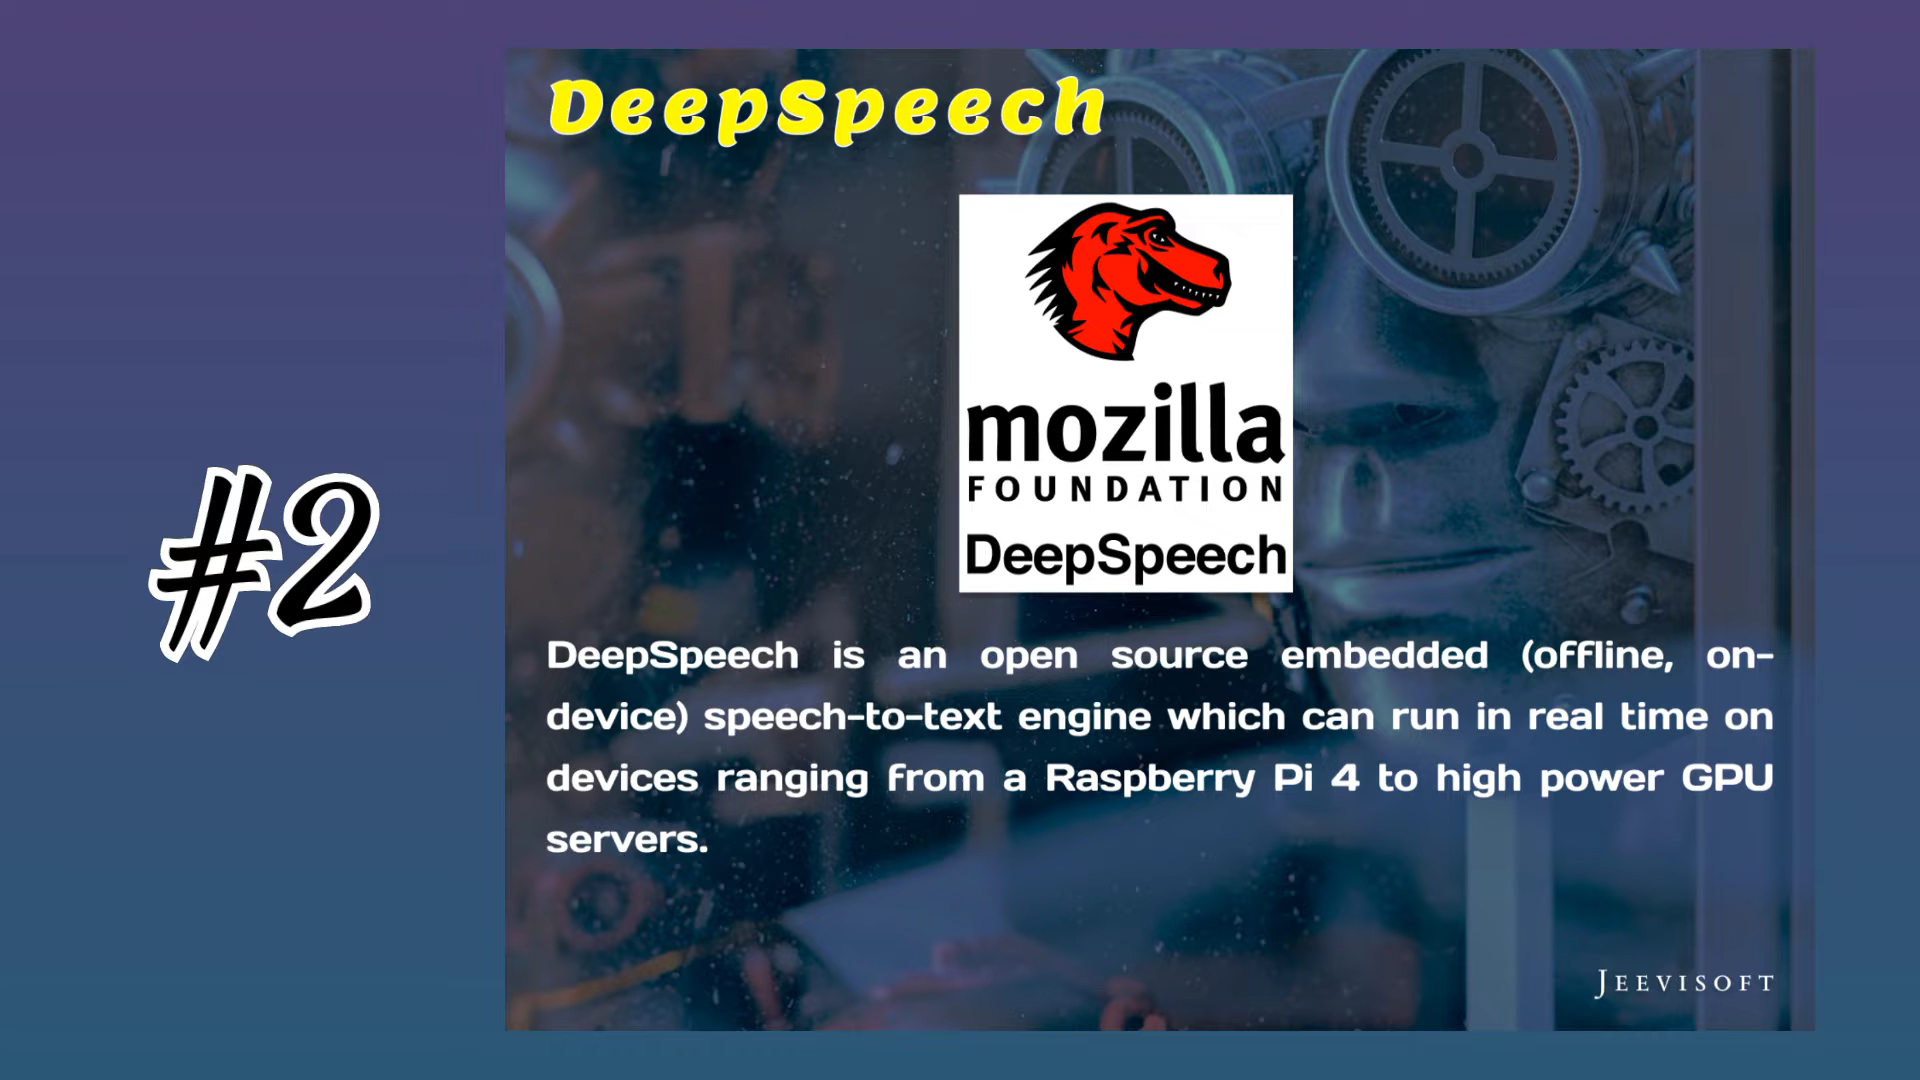 DeepSpeech
mozilla
FOUNDATION
DeepSpeech
#2
DeepSpeech is an open source embedded (offline, on-
device) speech-to-text engine which can run in real time on
devices ranging from a Raspberry Pi 4 to high power GPU
servers.
JEEVISOFT